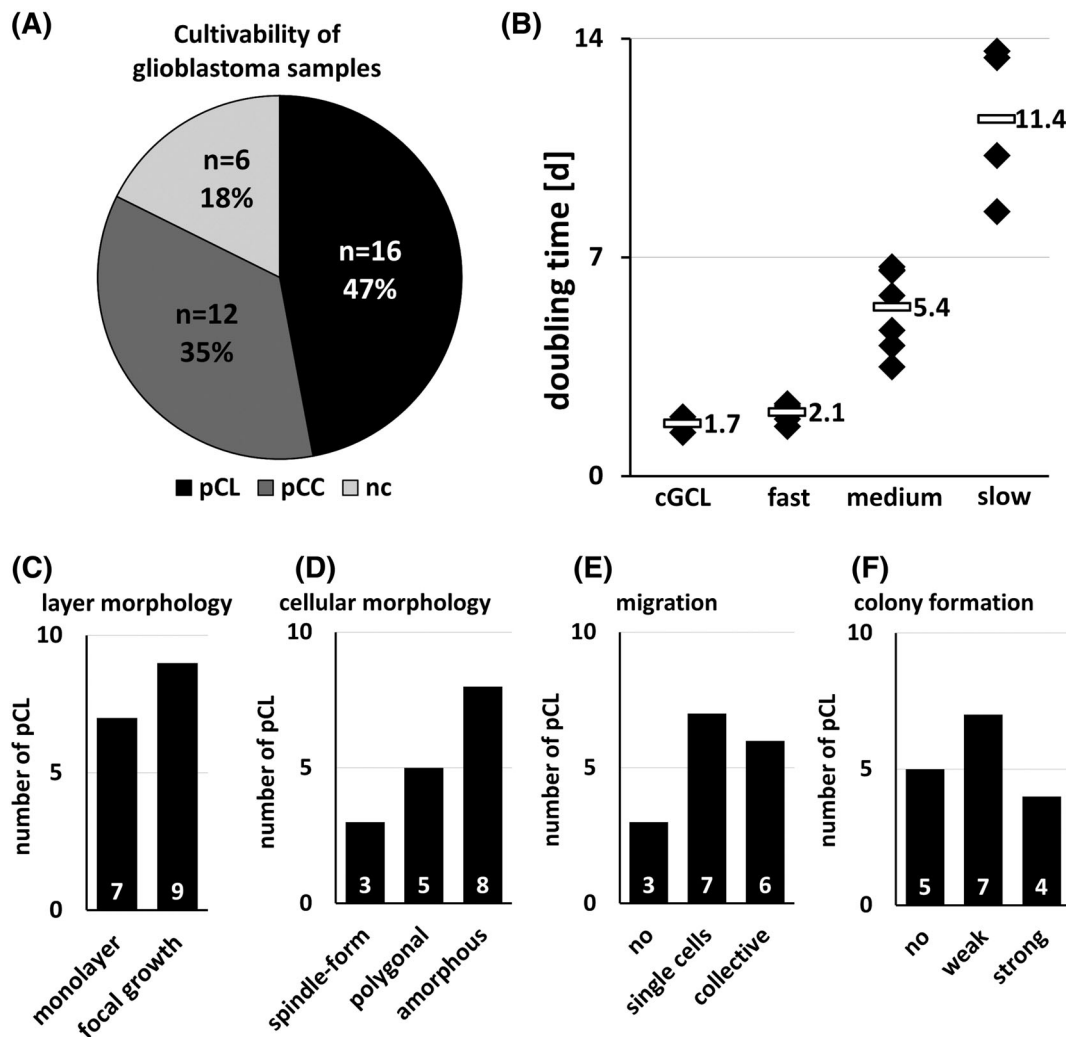 (A)
Cultivability of
glioblastoma samples
n=6
18%
n=16
47%
n=12
35%
pCL pCC nc
(B)
doubling time [d]
14
7
0
1.7
2.1
5.4
11.4
cGCL fast medium slow
(C)
layer morphology
number of pCL
10
5
0
7 9
monolayer
focal growth
(D)
cellular morphology
number of pCL
10
5
0
3 5 8
spindle-form
polygonal
amorphous
(E)
migration
number of pCL
10
5
0
3 7 6
no
single cells
collective
(F)
colony formation
number of pCL
10
5
0
5 7 4
no
weak
strong